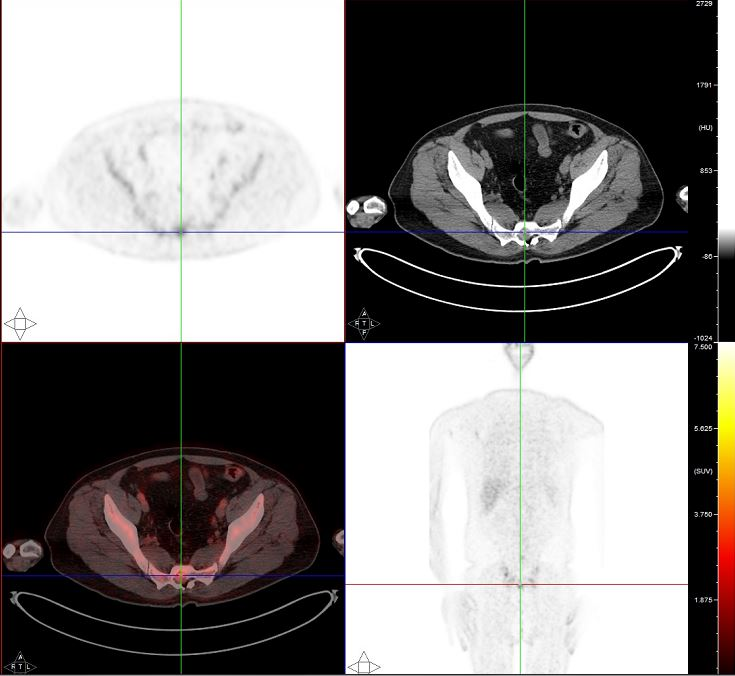 2729
1791
(HU)
853
-86
-1024
A
R T L
P
7.500
5.625
(SUV)
3.750
1.875
A
R T L